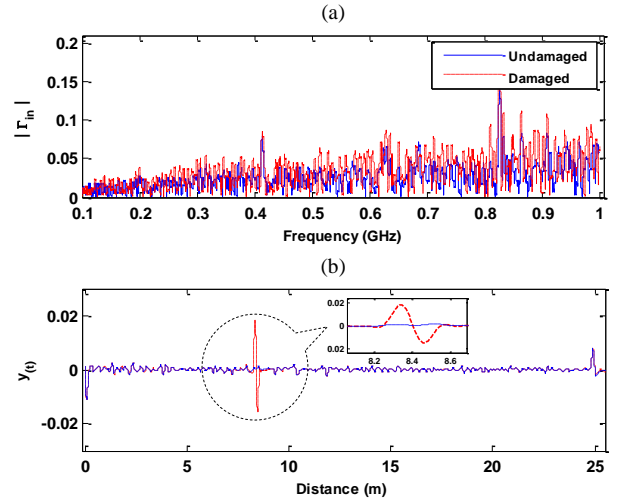 (a)
0.2
0.15
0.1
0.05
0
| Γin |
Undamaged
Damaged
0.1 0.2 0.3 0.4 0.5 0.6 0.7 0.8 0.9 1
Frequency (GHz)
(b)
0.02
0
-0.02
y(t)
0.02
0
0.02
8.2 8.4 8.6
0 5 10 15 20 25
Distance (m)